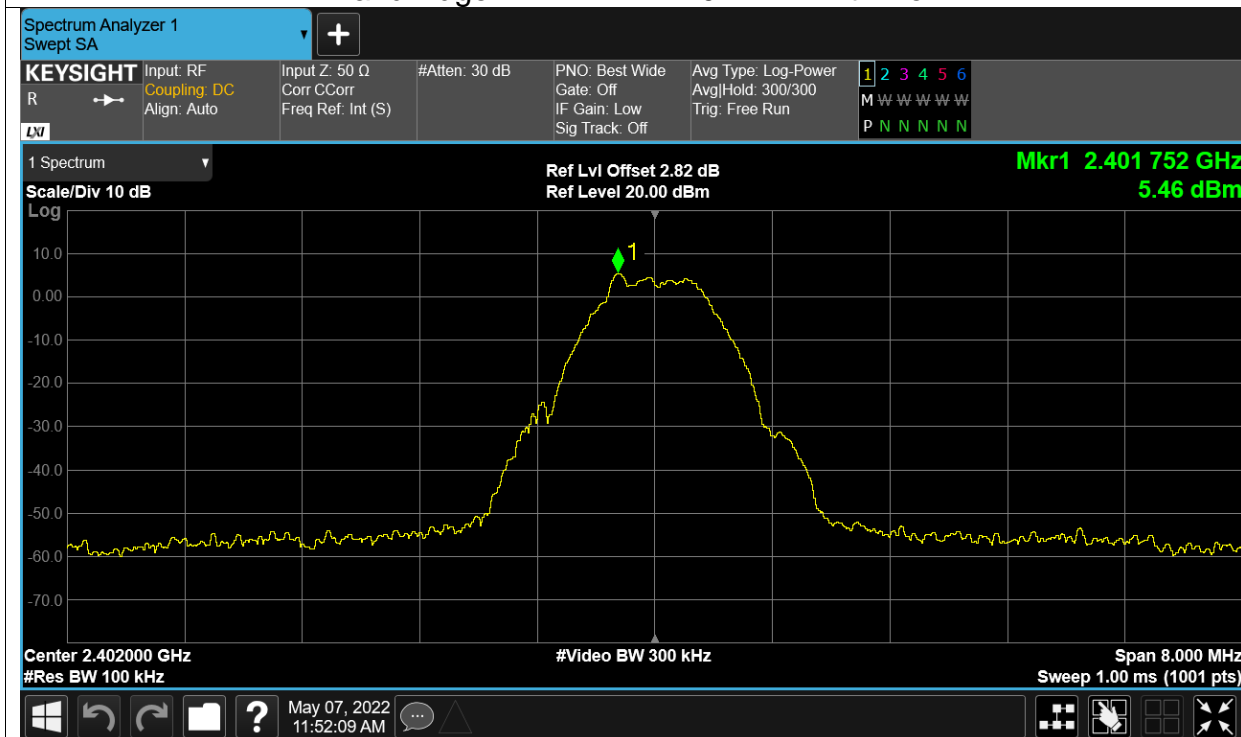 Spectrum Analyzer 1
Swept SA
+
KEYSIGHT
R
LXI
Input: RF
Coupling: DC
Align: Auto
Input Z: 50 Ω
Corr CCorr
Freq Ref: Int (S)
#Atten: 30 dB
PNO: Best Wide
Gate: Off
IF Gain: Low
Sig Track: Off
Avg Type: Log-Power
Avg|Hold: 300/300
Trig: Free Run
1 2 3 4 5 6
M W W W W W
P N N N N N
1 Spectrum
Scale/Div 10 dB
Log
Ref Lvl Offset 2.82 dB
Ref Level 20.00 dBm
Mkr1 2.401 752 GHz
5.46 dBm
1
10.0
0.00
-10.0
-20.0
-30.0
-40.0
-50.0
-60.0
-70.0
Center 2.402000 GHz
#Res BW 100 kHz
#Video BW 300 kHz
Span 8.000 MHz
Sweep 1.00 ms (1001 pts)
?
May 07, 2022
11:52:09 AM